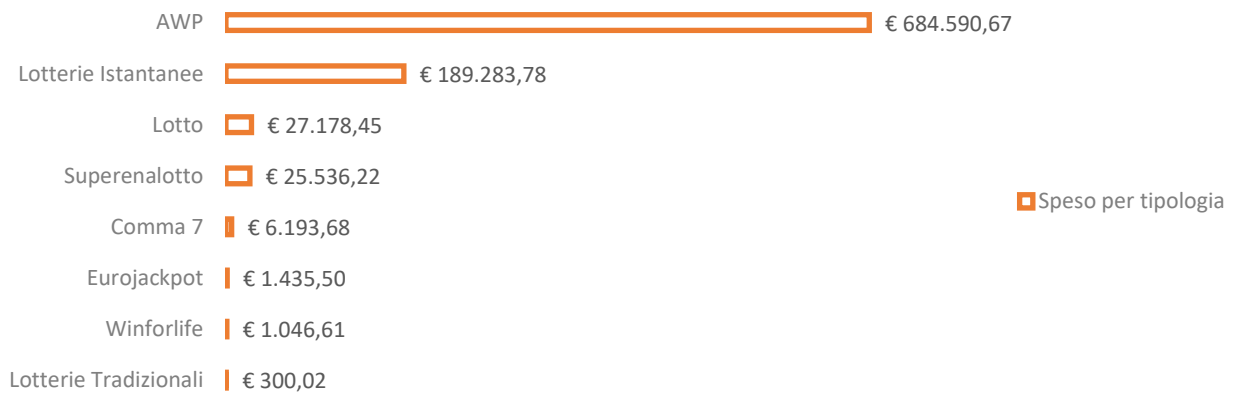 AWP € 684.590,67
Lotterie Istantanee € 189.283,78
Lotto € 27.178,45
Superenalotto € 25.536,22
Speso per tipologia
Comma 7 € 6.193,68
Eurojackpot € 1.435,50
Winforlife € 1.046,61
Lotterie Tradizionali € 300,02